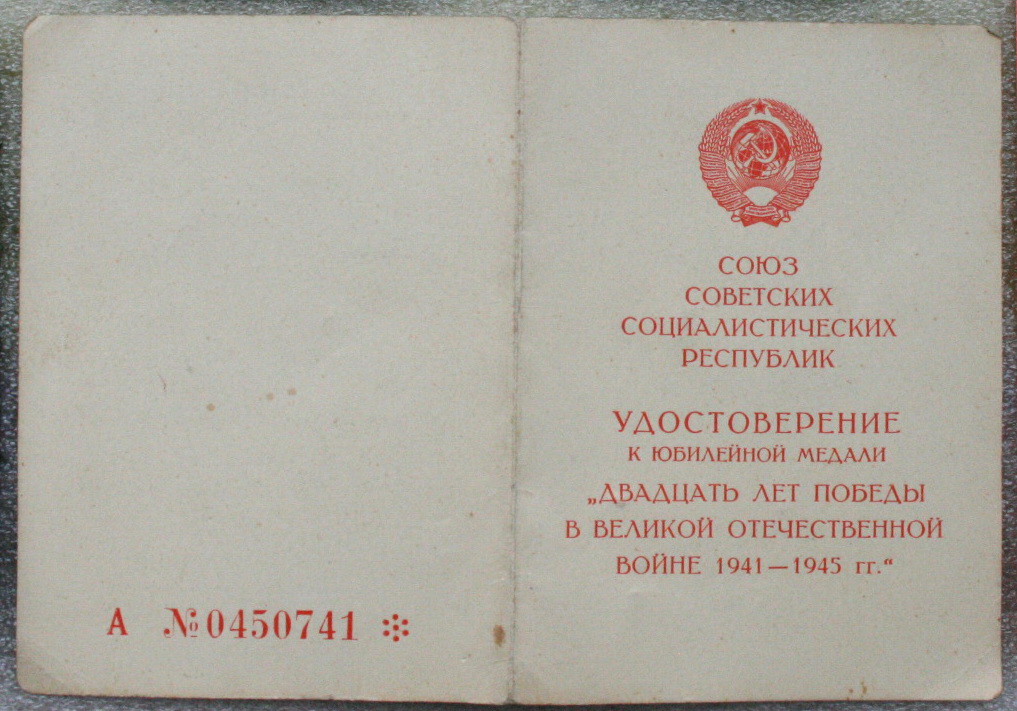 А №0450741
СОЮЗ
СОВЕТСКИХ
СОЦИАЛИСТИЧЕСКИХ
РЕСПУБЛИК
УДОСТОВЕРЕНИЕ
К ЮБИЛЕЙНОЙ МЕДАЛИ
„ДВАДЦАТЬ ЛЕТ ПОБЕДЫ
В ВЕЛИКОЙ ОТЕЧЕСТВЕННОЙ
ВОЙНЕ 1941—1945 гг.“